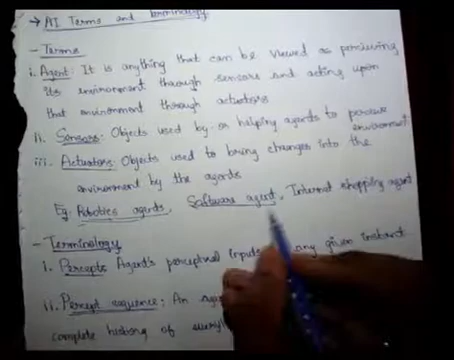 → AI Terms and terminology
- Terms
i. Agent: It is anything that can be viewed as perceiving
its environment through sensors and acting upon
that environment through actuators
ii. Sensors: Objects used by or helping agents to perceive environment
iii. Actuators: Objects used to bring changes into the
environment by the agents
Eg: Robotics agents, Software agent, Internet shopping agent
- Terminology
i. Percept: Agent's perceptual inputs any given instant
ii. Percept sequence: An
complete history of